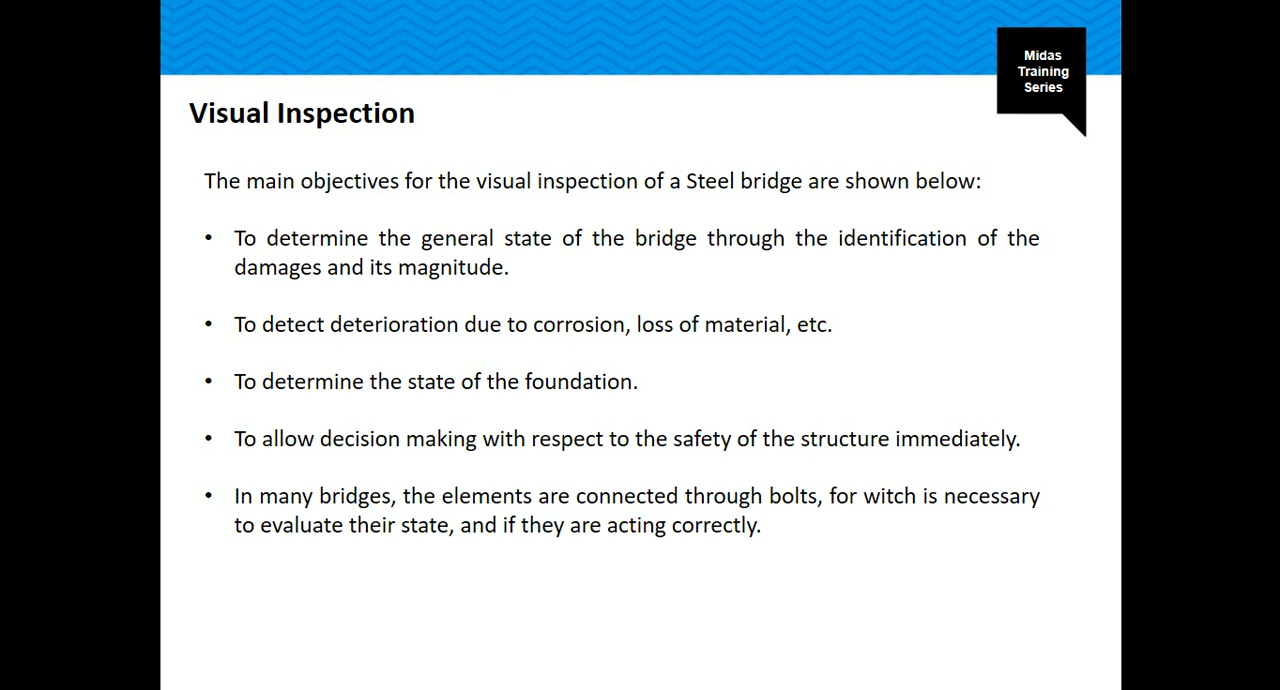 Midas
Training
Series
Visual Inspection
The main objectives for the visual inspection of a Steel bridge are shown below:
• To determine the general state of the bridge through the identification of the
damages and its magnitude.
• To detect deterioration due to corrosion, loss of material, etc.
• To determine the state of the foundation.
• To allow decision making with respect to the safety of the structure immediately.
• In many bridges, the elements are connected through bolts, for witch is necessary
to evaluate their state, and if they are acting correctly.